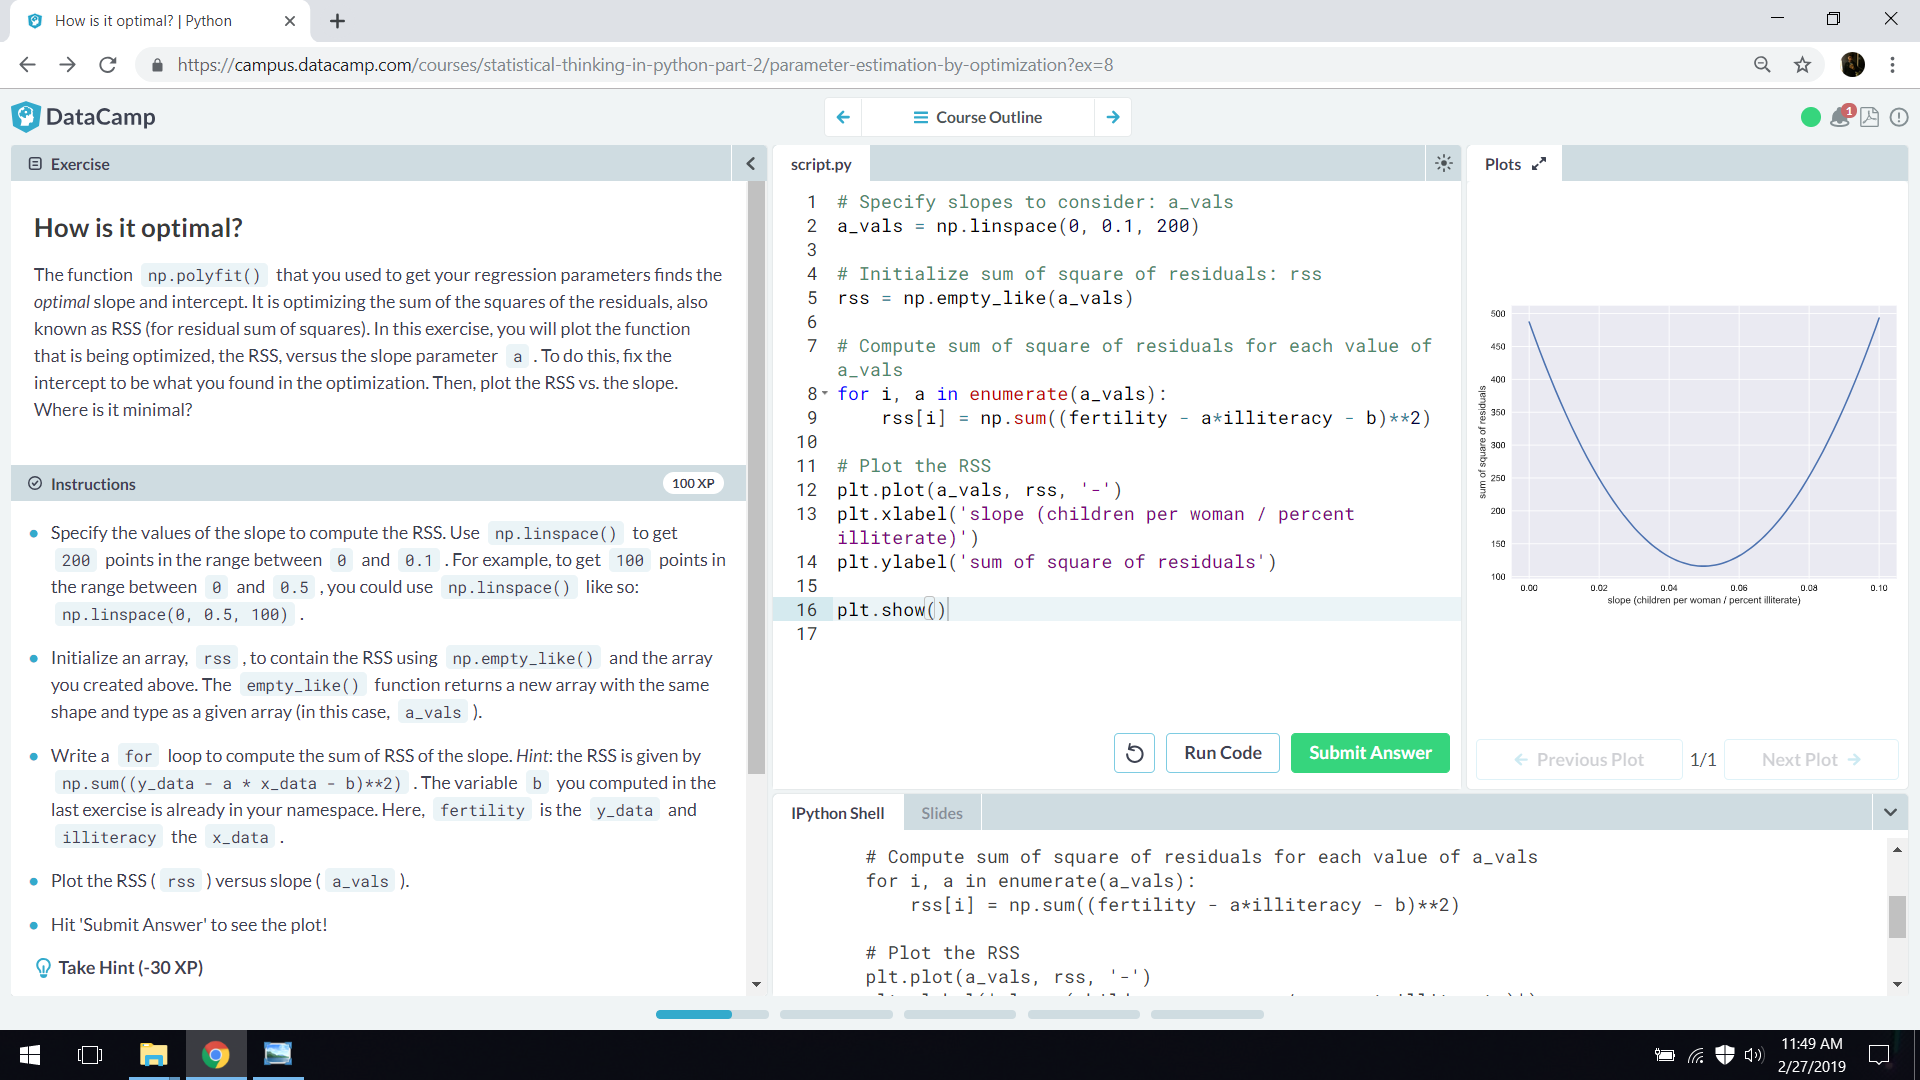 How is it optimal? | Python
https://campus.datacamp.com/courses/statistical-thinking-in-python-part-2/parameter-estimation-by-optimization?ex=8
DataCamp
Course Outline
1
Exercise
How is it optimal?
The function np.polyfit() that you used to get your regression parameters finds the
optimal slope and intercept. It is optimizing the sum of the squares of the residuals, also
known as RSS (for residual sum of squares). In this exercise, you will plot the function
that is being optimized, the RSS, versus the slope parameter a . To do this, fix the
intercept to be what you found in the optimization. Then, plot the RSS vs. the slope.
Where is it minimal?
Instructions
100 XP
Specify the values of the slope to compute the RSS. Use np.linspace() to get
200 points in the range between 0 and 0.1 . For example, to get 100 points in
the range between 0 and 0.5 , you could use np.linspace() like so:
np.linspace(0, 0.5, 100) .
Initialize an array, rss , to contain the RSS using np.empty_like() and the array
you created above. The empty_like() function returns a new array with the same
shape and type as a given array (in this case, a_vals ).
Write a for loop to compute the sum of RSS of the slope. Hint: the RSS is given by
np.sum((y_data - a * x_data - b)**2) . The variable b you computed in the
last exercise is already in your namespace. Here, fertility is the y_data and
illiteracy the x_data .
Plot the RSS ( rss ) versus slope ( a_vals ).
Hit 'Submit Answer' to see the plot!
Take Hint (-30 XP)
script.py
1 # Specify slopes to consider: a_vals
2 a_vals = np.linspace(0, 0.1, 200)
3
4 # Initialize sum of square of residuals: rss
5 rss = np.empty_like(a_vals)
6
7 # Compute sum of square of residuals for each value of
a_vals
8 for i, a in enumerate(a_vals):
9 rss[i] = np.sum((fertility - a*illiteracy - b)**2)
10
11 # Plot the RSS
12 plt.plot(a_vals, rss, '-')
13 plt.xlabel('slope (children per woman / percent
illiterate)')
14 plt.ylabel('sum of square of residuals')
15
16 plt.show()
17
Run Code
Submit Answer
Plots
500
450
400
350
300
250
200
150
100
sum of square of residuals
0.00 0.02 0.04 0.06 0.08 0.10
slope (children per woman / percent illiterate)
Previous Plot 1/1 Next Plot
IPython Shell
Slides
# Compute sum of square of residuals for each value of a_vals
for i, a in enumerate(a_vals):
rss[i] = np.sum((fertility - a*illiteracy - b)**2)
# Plot the RSS
plt.plot(a_vals, rss, '-')
11:49 AM
2/27/2019